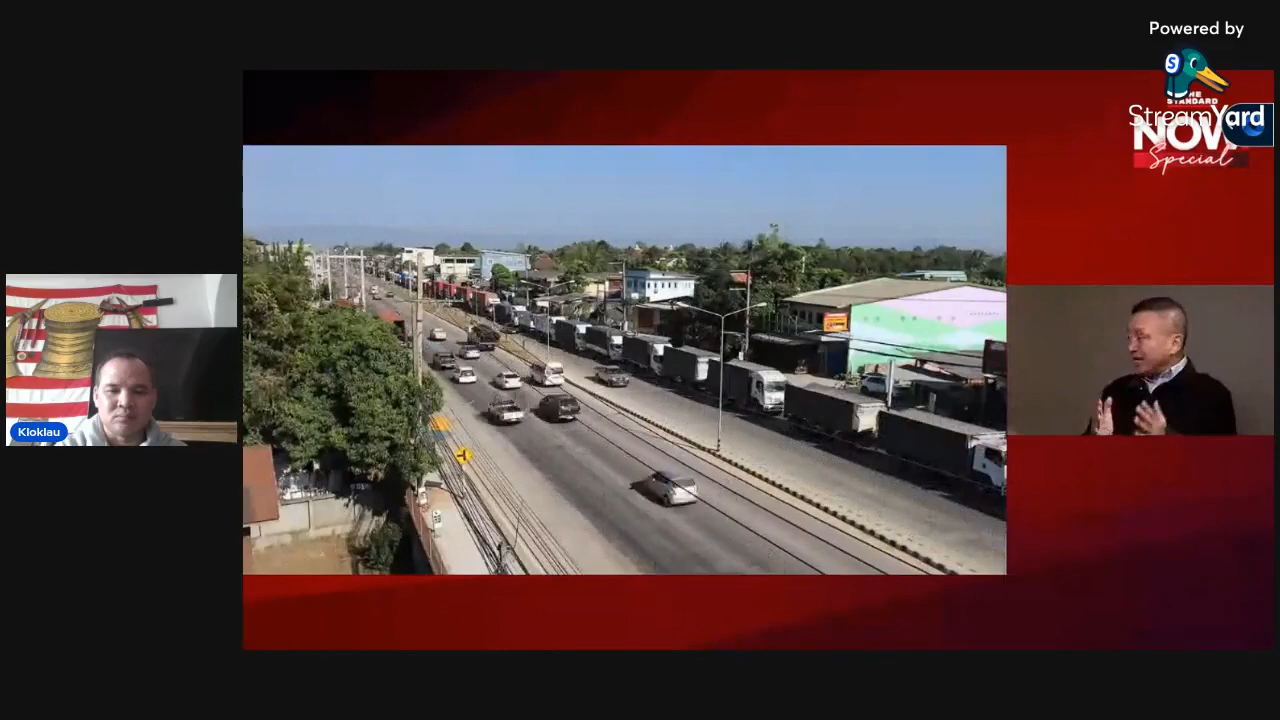 Powered by
StreamYard
THE
STANDARD
NOW
Special
Kloklau